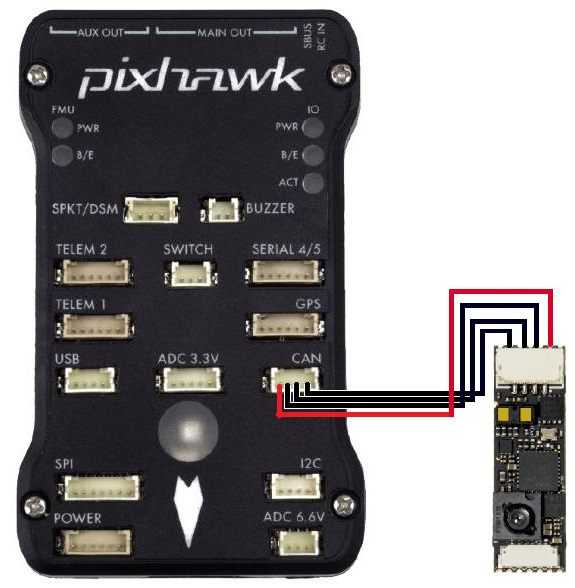 AUX OUT MAIN OUT
SBUS
RC IN
pixhawk
FMU IO
PWR PWR
B/E B/E
ACT
SPKT/DSM BUZZER
TELEM 2 SWITCH SERIAL 4/5
TELEM 1 GPS
USB ADC 3.3V CAN
SPI I2C
POWER ADC 6.6V